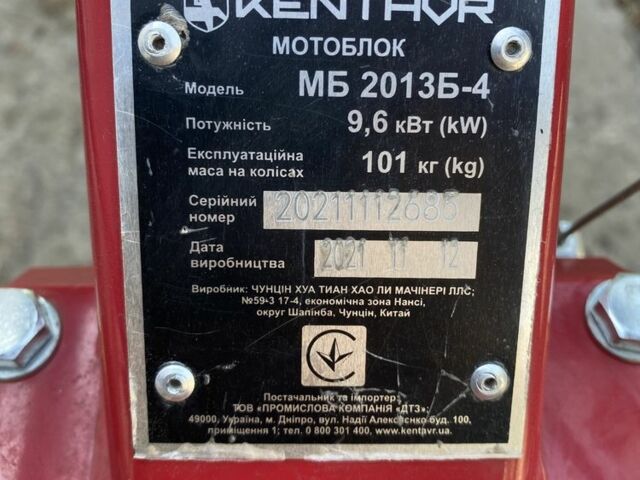 KENTAVR
МОТОБЛОК
Модель МБ 2013Б-4
Потужність 9,6 кВт (kW)
Експлуатаційна
маса на колісах 101 кг (kg)
Серійний
номер 20211112685
Дата
виробництва 2021 11 12
Виробник: ЧУНЦІН ХУА ТИАН ХАО ЛИ МАЧІНЕРІ ЛЛС;
№59-3 17-4, економічна зона Нансі,
округ Шапінба, Чунцін, Китай
Постачальник та імпортер:
ТОВ «ПРОМИСЛОВА КОМПАНІЯ «ДТЗ»;
49000, Україна, м. Дніпро, вул. Надії Алексєєнко буд. 100,
приміщення 1; тел. 0 800 301 400, www.kentavr.ua.